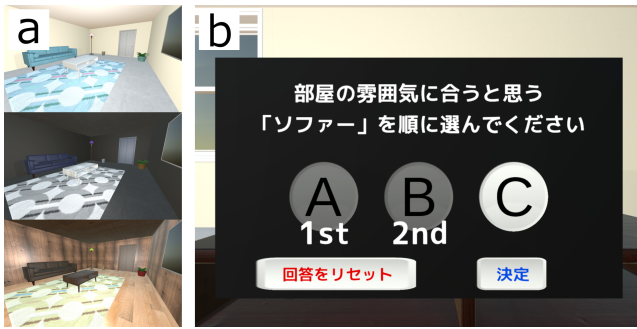 a
b
部屋の雰囲気に合うと思う
「ソファー」を順に選んでください
A B C
1st 2nd
回答をリセット 決定